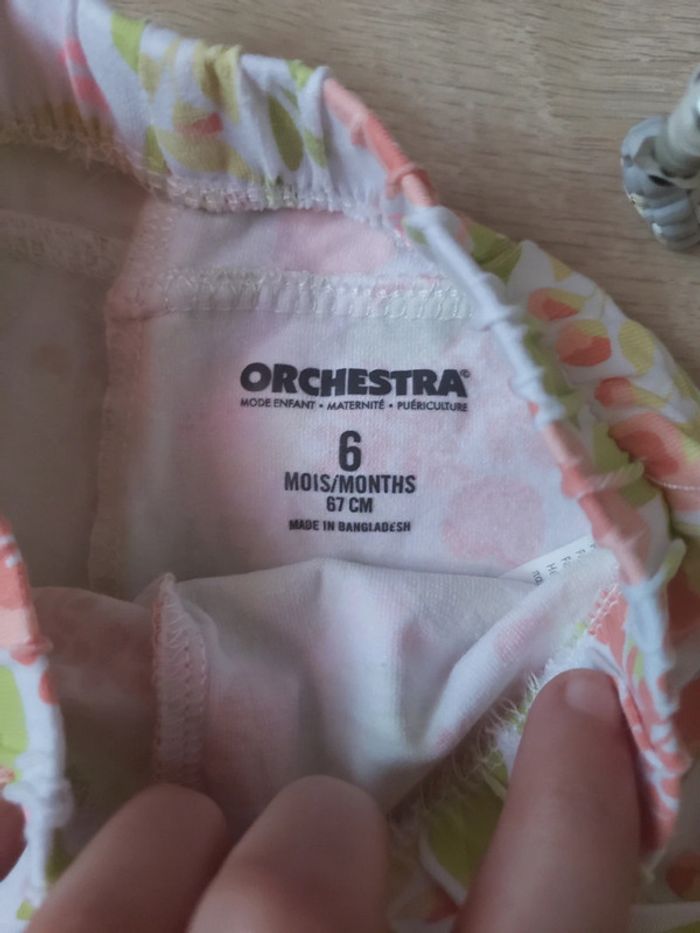 ORCHESTRA
MODE ENFANT • MATERNITÉ • PUÉRICULTURE
6
MOIS/MONTHS
67 CM
MADE IN BANGLADESH